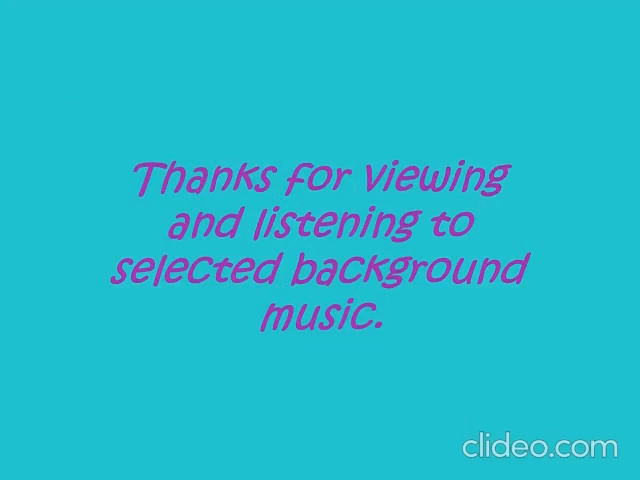 Thanks for viewing
and listening to
selected background
music.
clideo.com